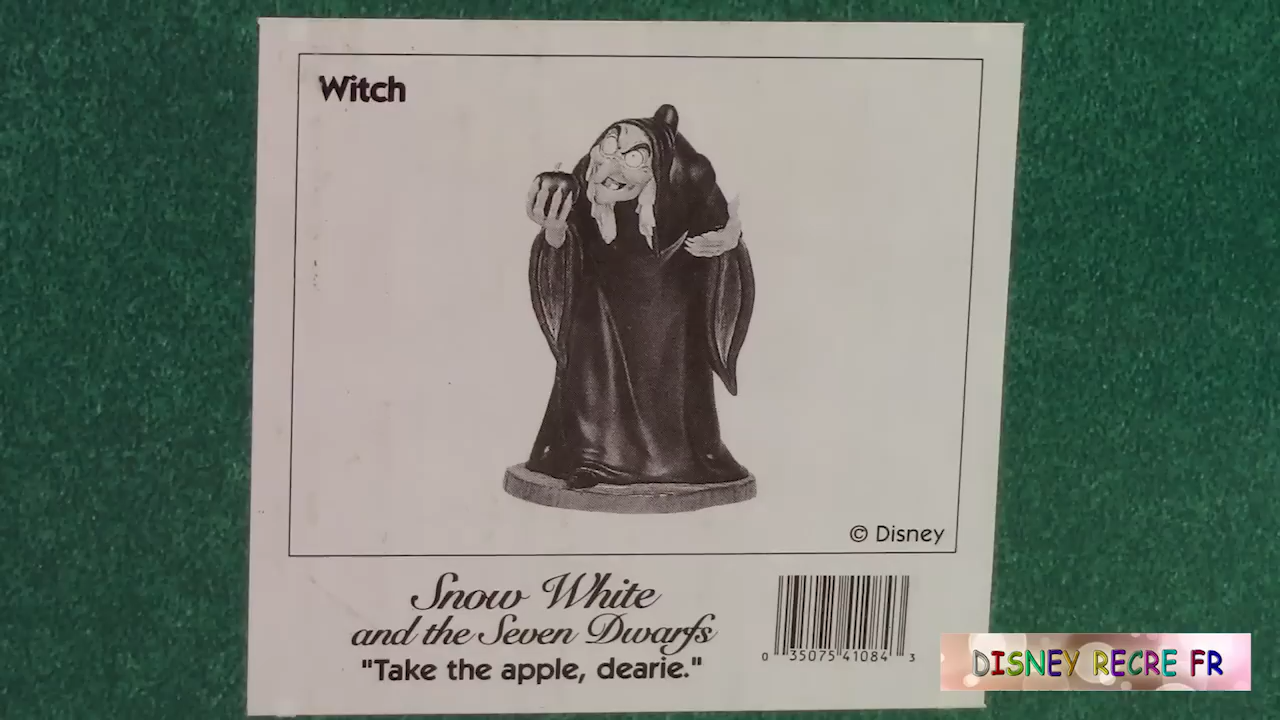 Witch
© Disney
Snow White
and the Seven Dwarfs
"Take the apple, dearie."
0 35075 41084 3
DISNEY RECRE FR